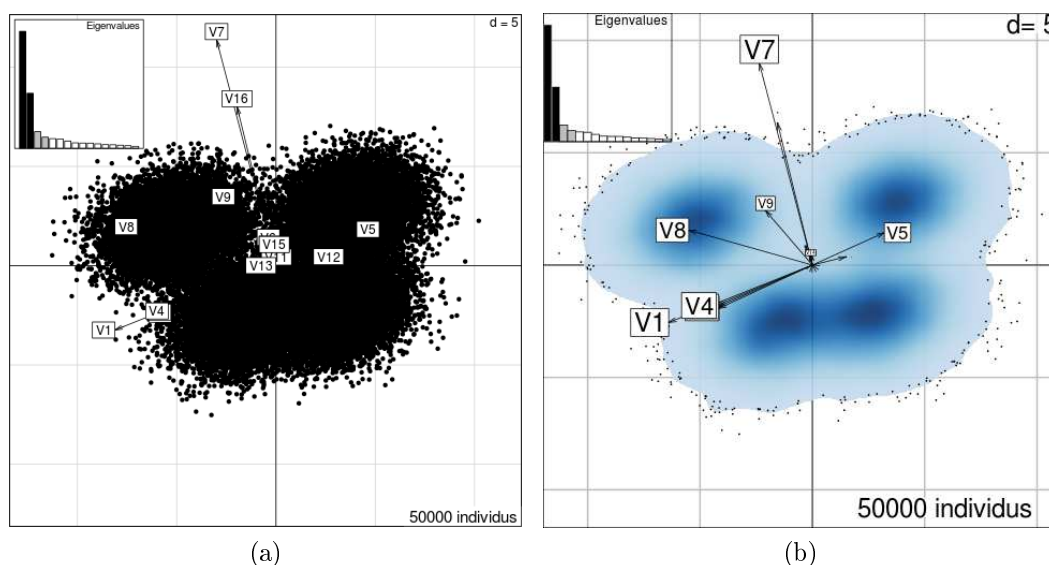 Eigenvalues
d = 5
V7
V16
V9
V8
V5
V15
V11
V12
V13
V4
V1
50000 individus
(a)
Eigenvalues
d= 5
V7
V9
V8
V5
V4
V1
50000 individus
(b)